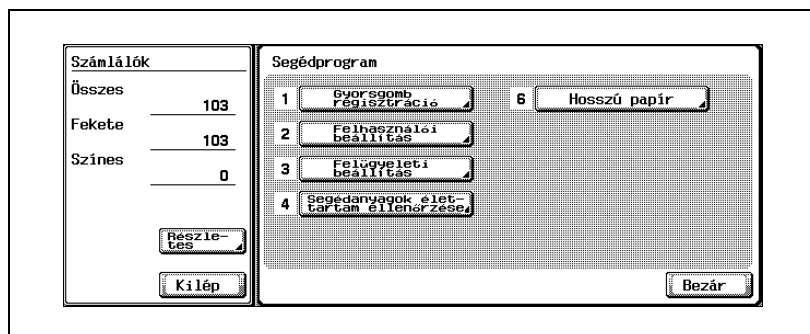 Számlálók
Összes
103
Fekete
103
Színes
0
Részle-
tes
Kilép
Segédprogram
1 Gyorsgomb
régisztráció
2 Felhasználói
beállítás
3 Felügyeleti
beállítás
4 Segédanyagok élet-
tartam ellenőrzése
6 Hosszú papír
Bezár